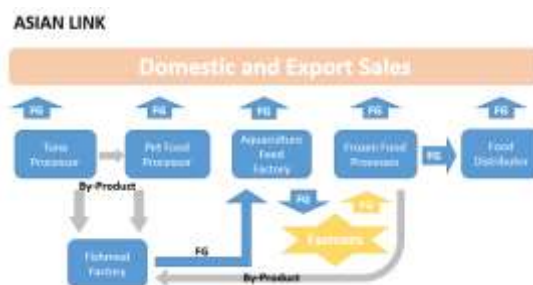 ASIAN LINK
Domestic and Export Sales
FG
FG
FG
FG
FG
Tuna
Processor
Pet Food
Processor
Aquaculture
Feed
Factory
Frozen Food
Processor
FG
Food
Distributor
By-Product
FG
FG
Farmers
Fishmeal
Factory
FG
By-Product